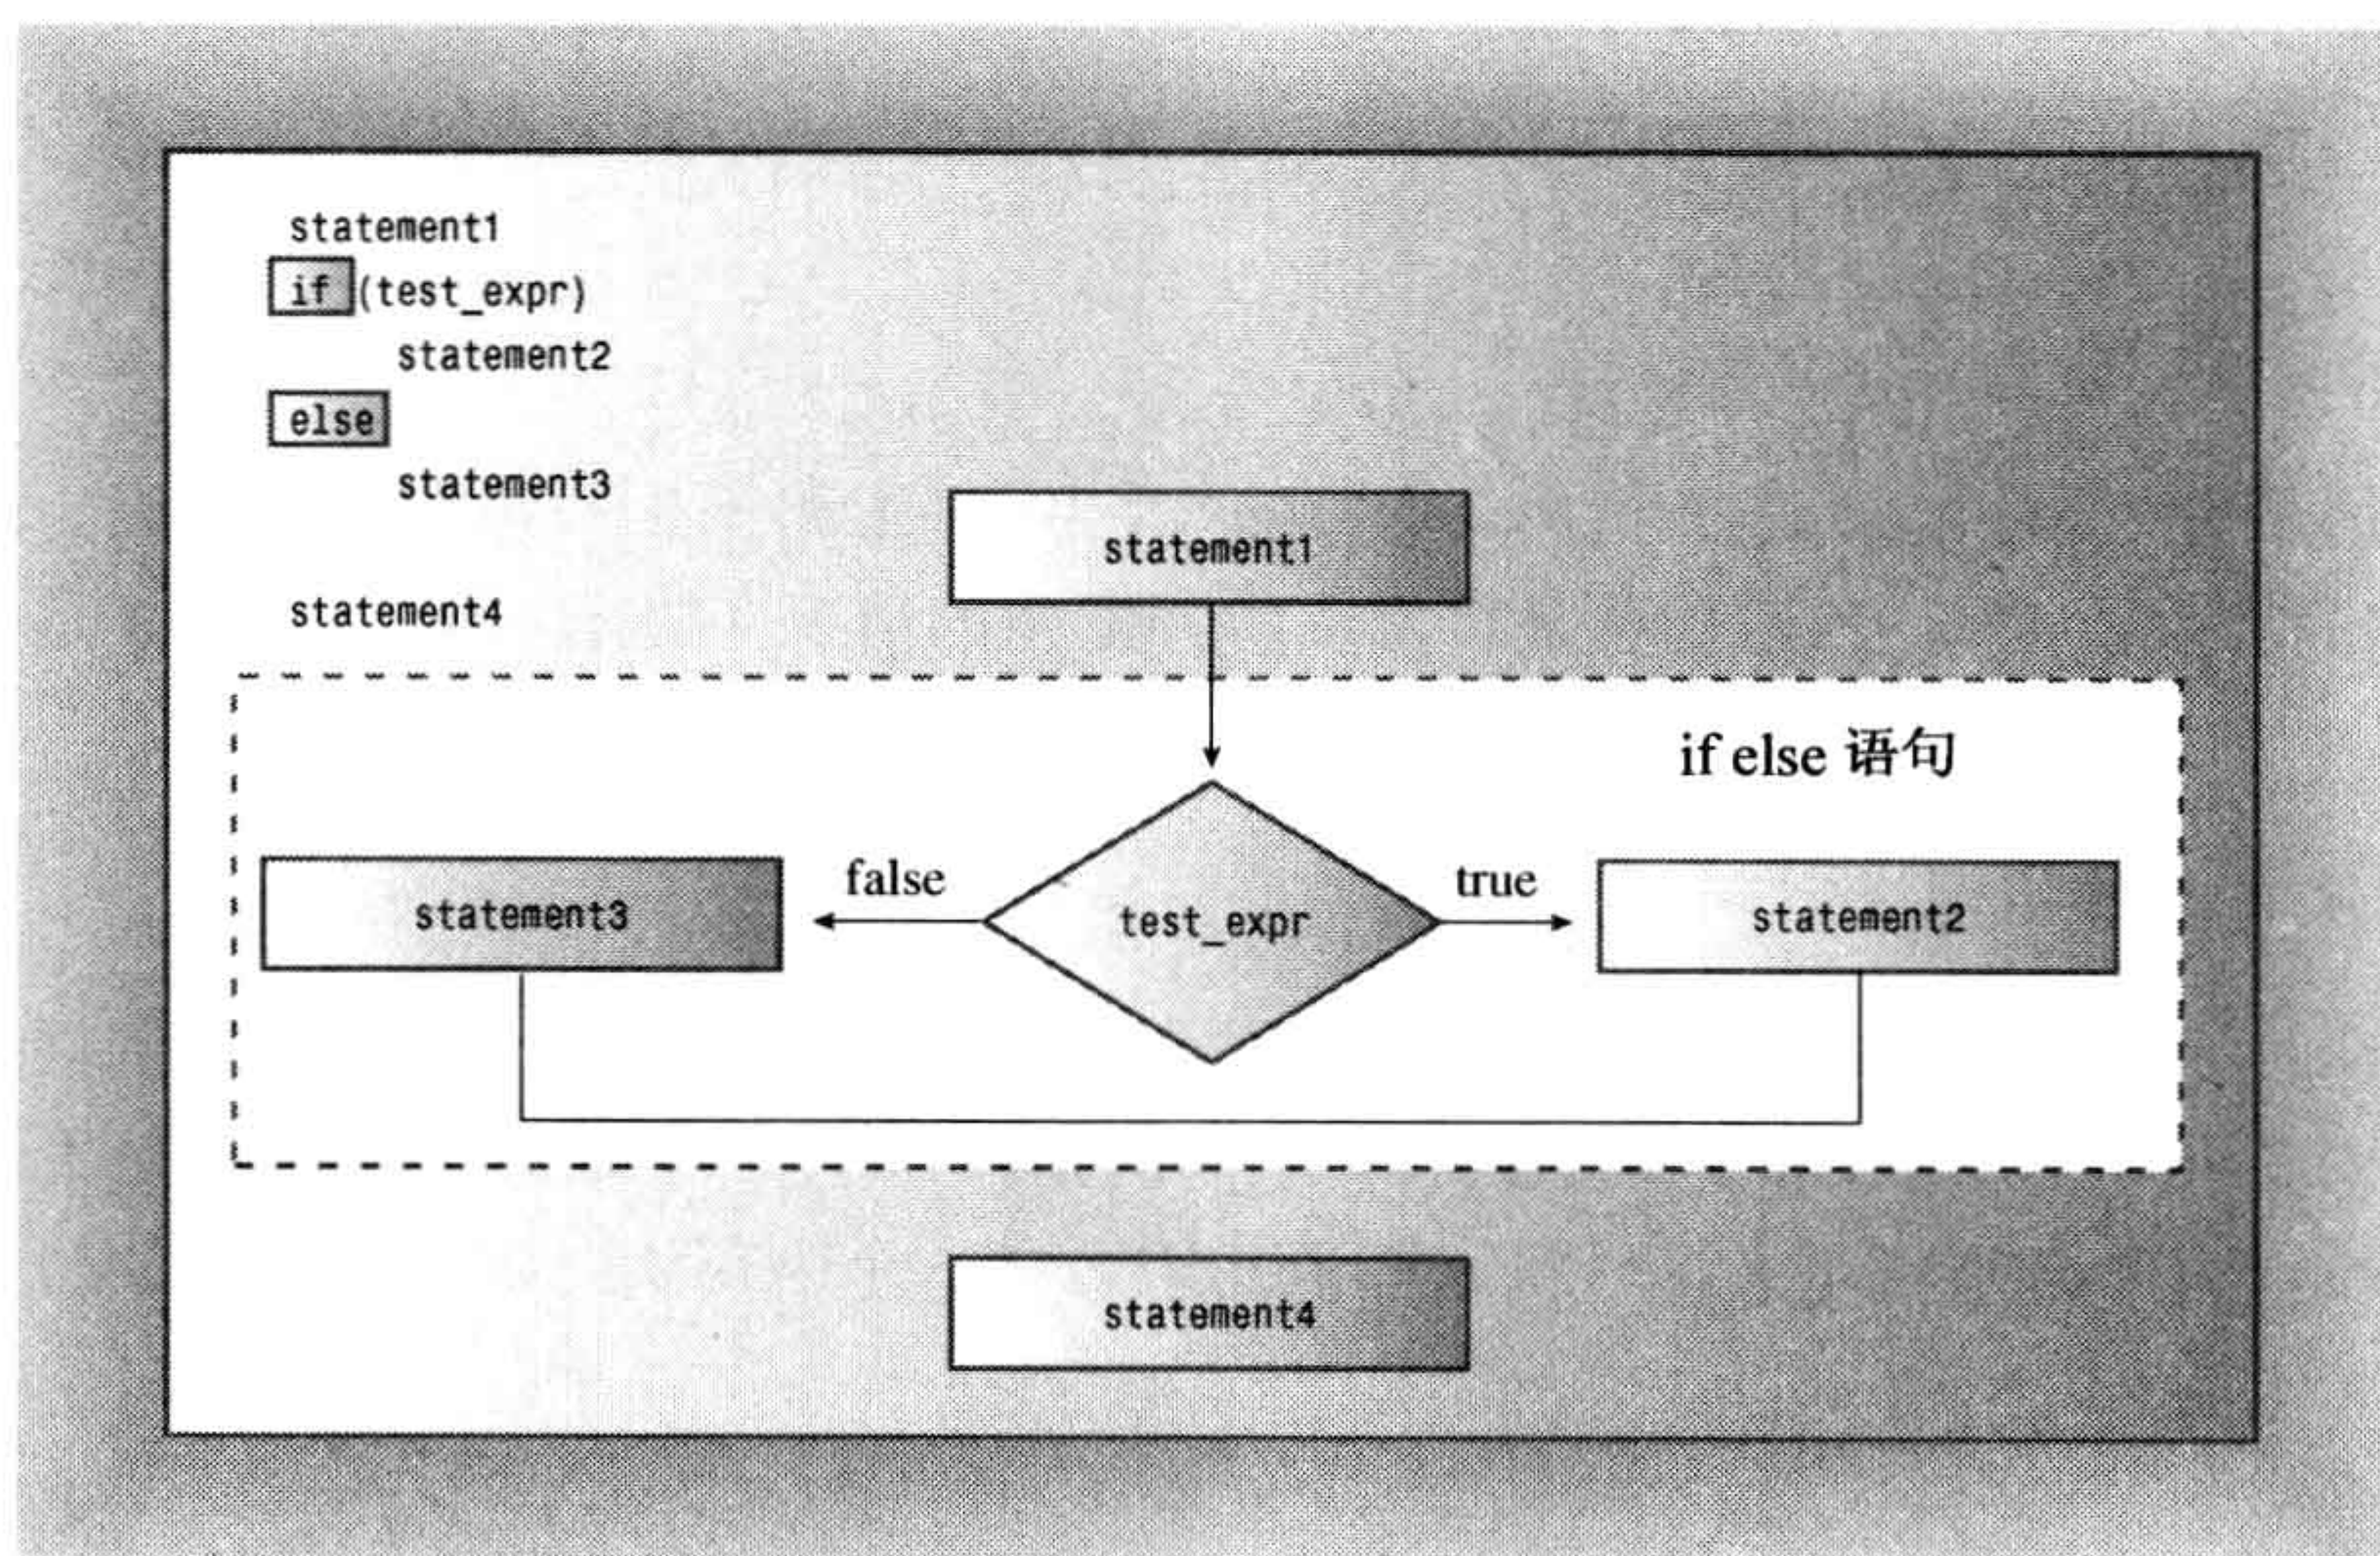 statement1
if (test_expr)
statement2
else
statement3
statement4
statement1
if else 语句
false
true
statement3
test_expr
statement2
statement4